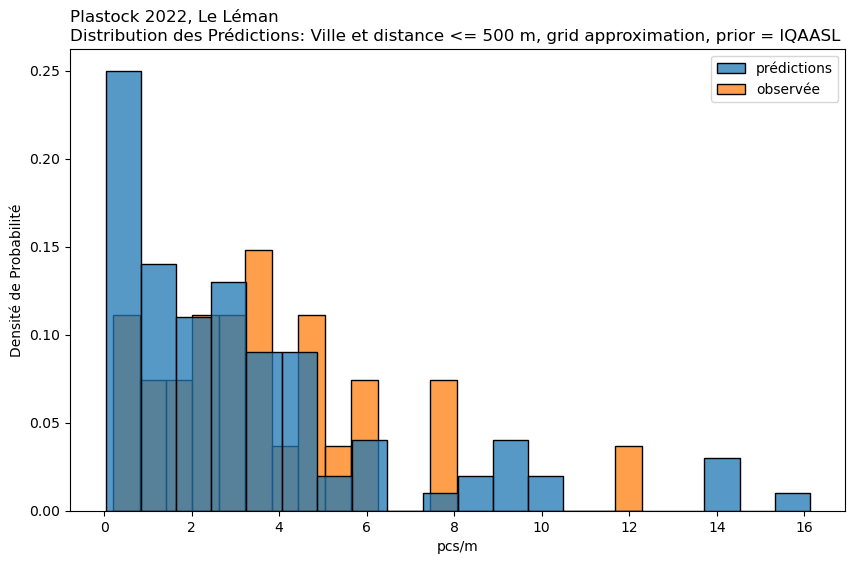 Plastock 2022, Le Léman
Distribution des Prédictions: Ville et distance <= 500 m, grid approximation, prior = IQAASL
prédictions
observée
Densité de Probabilité
0.25
0.20
0.15
0.10
0.05
0.00
0 2 4 6 8 10 12 14 16
pcs/m